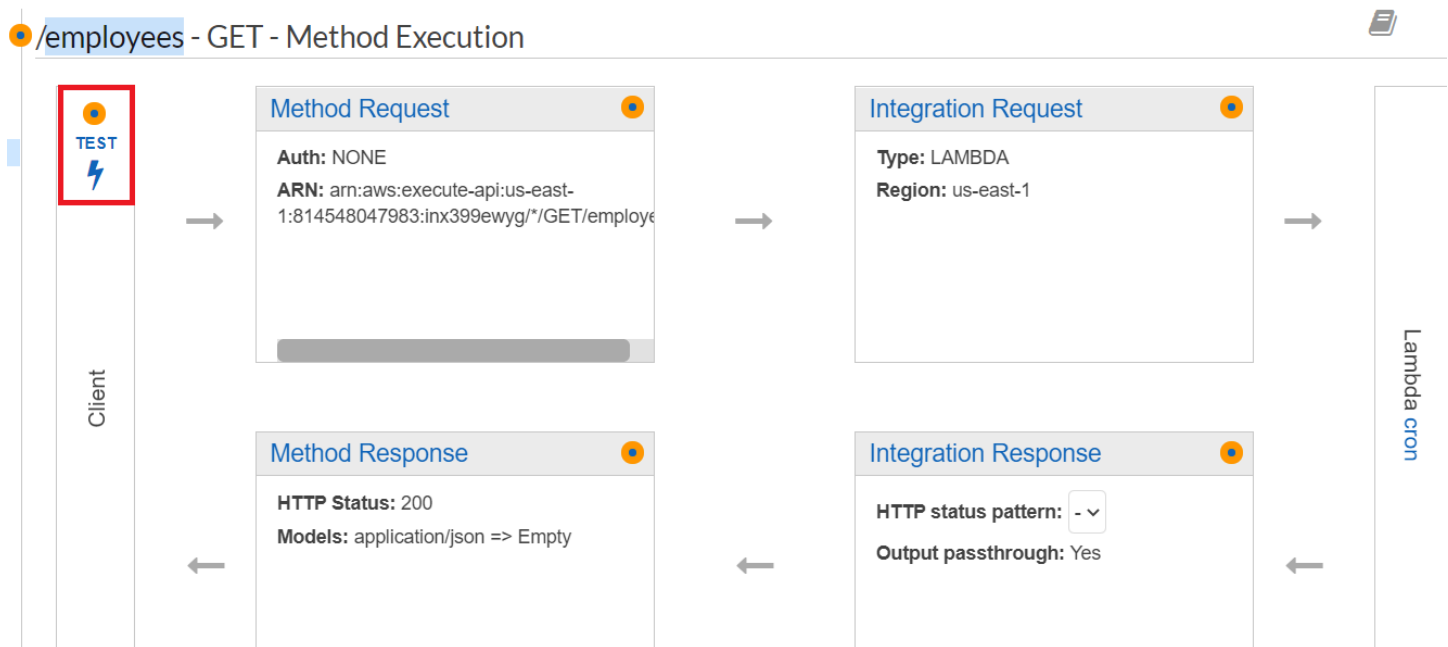 /employees - GET - Method Execution
TEST
Client
Method Request
Auth: NONE
ARN: arn:aws:execute-api:us-east-
1:814548047983:inx399ewyg/*/GET/employe
Integration Request
Type: LAMBDA
Region: us-east-1
Lambda cron
Method Response
HTTP Status: 200
Models: application/json => Empty
Integration Response
HTTP status pattern: -
Output passthrough: Yes